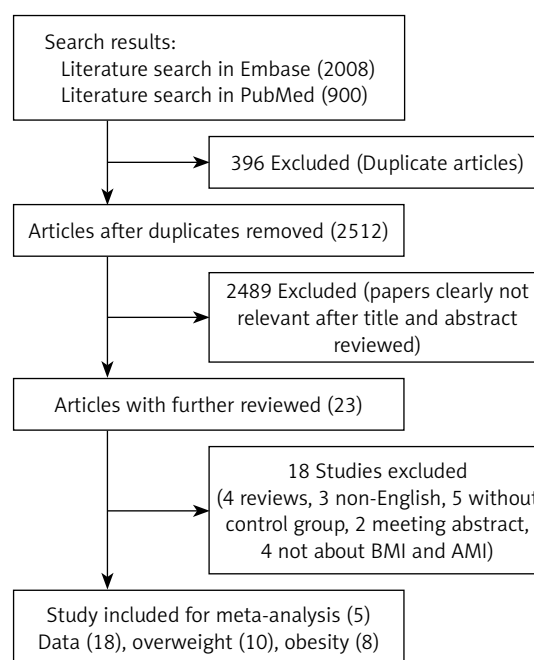 Search results:
Literature search in Embase (2008)
Literature search in PubMed (900)
396 Excluded (Duplicate articles)
Articles after duplicates removed (2512)
2489 Excluded (papers clearly not
relevant after title and abstract
reviewed)
Articles with further reviewed (23)
18 Studies excluded
(4 reviews, 3 non-English, 5 without
control group, 2 meeting abstract,
4 not about BMI and AMI)
Study included for meta-analysis (5)
Data (18), overweight (10), obesity (8)